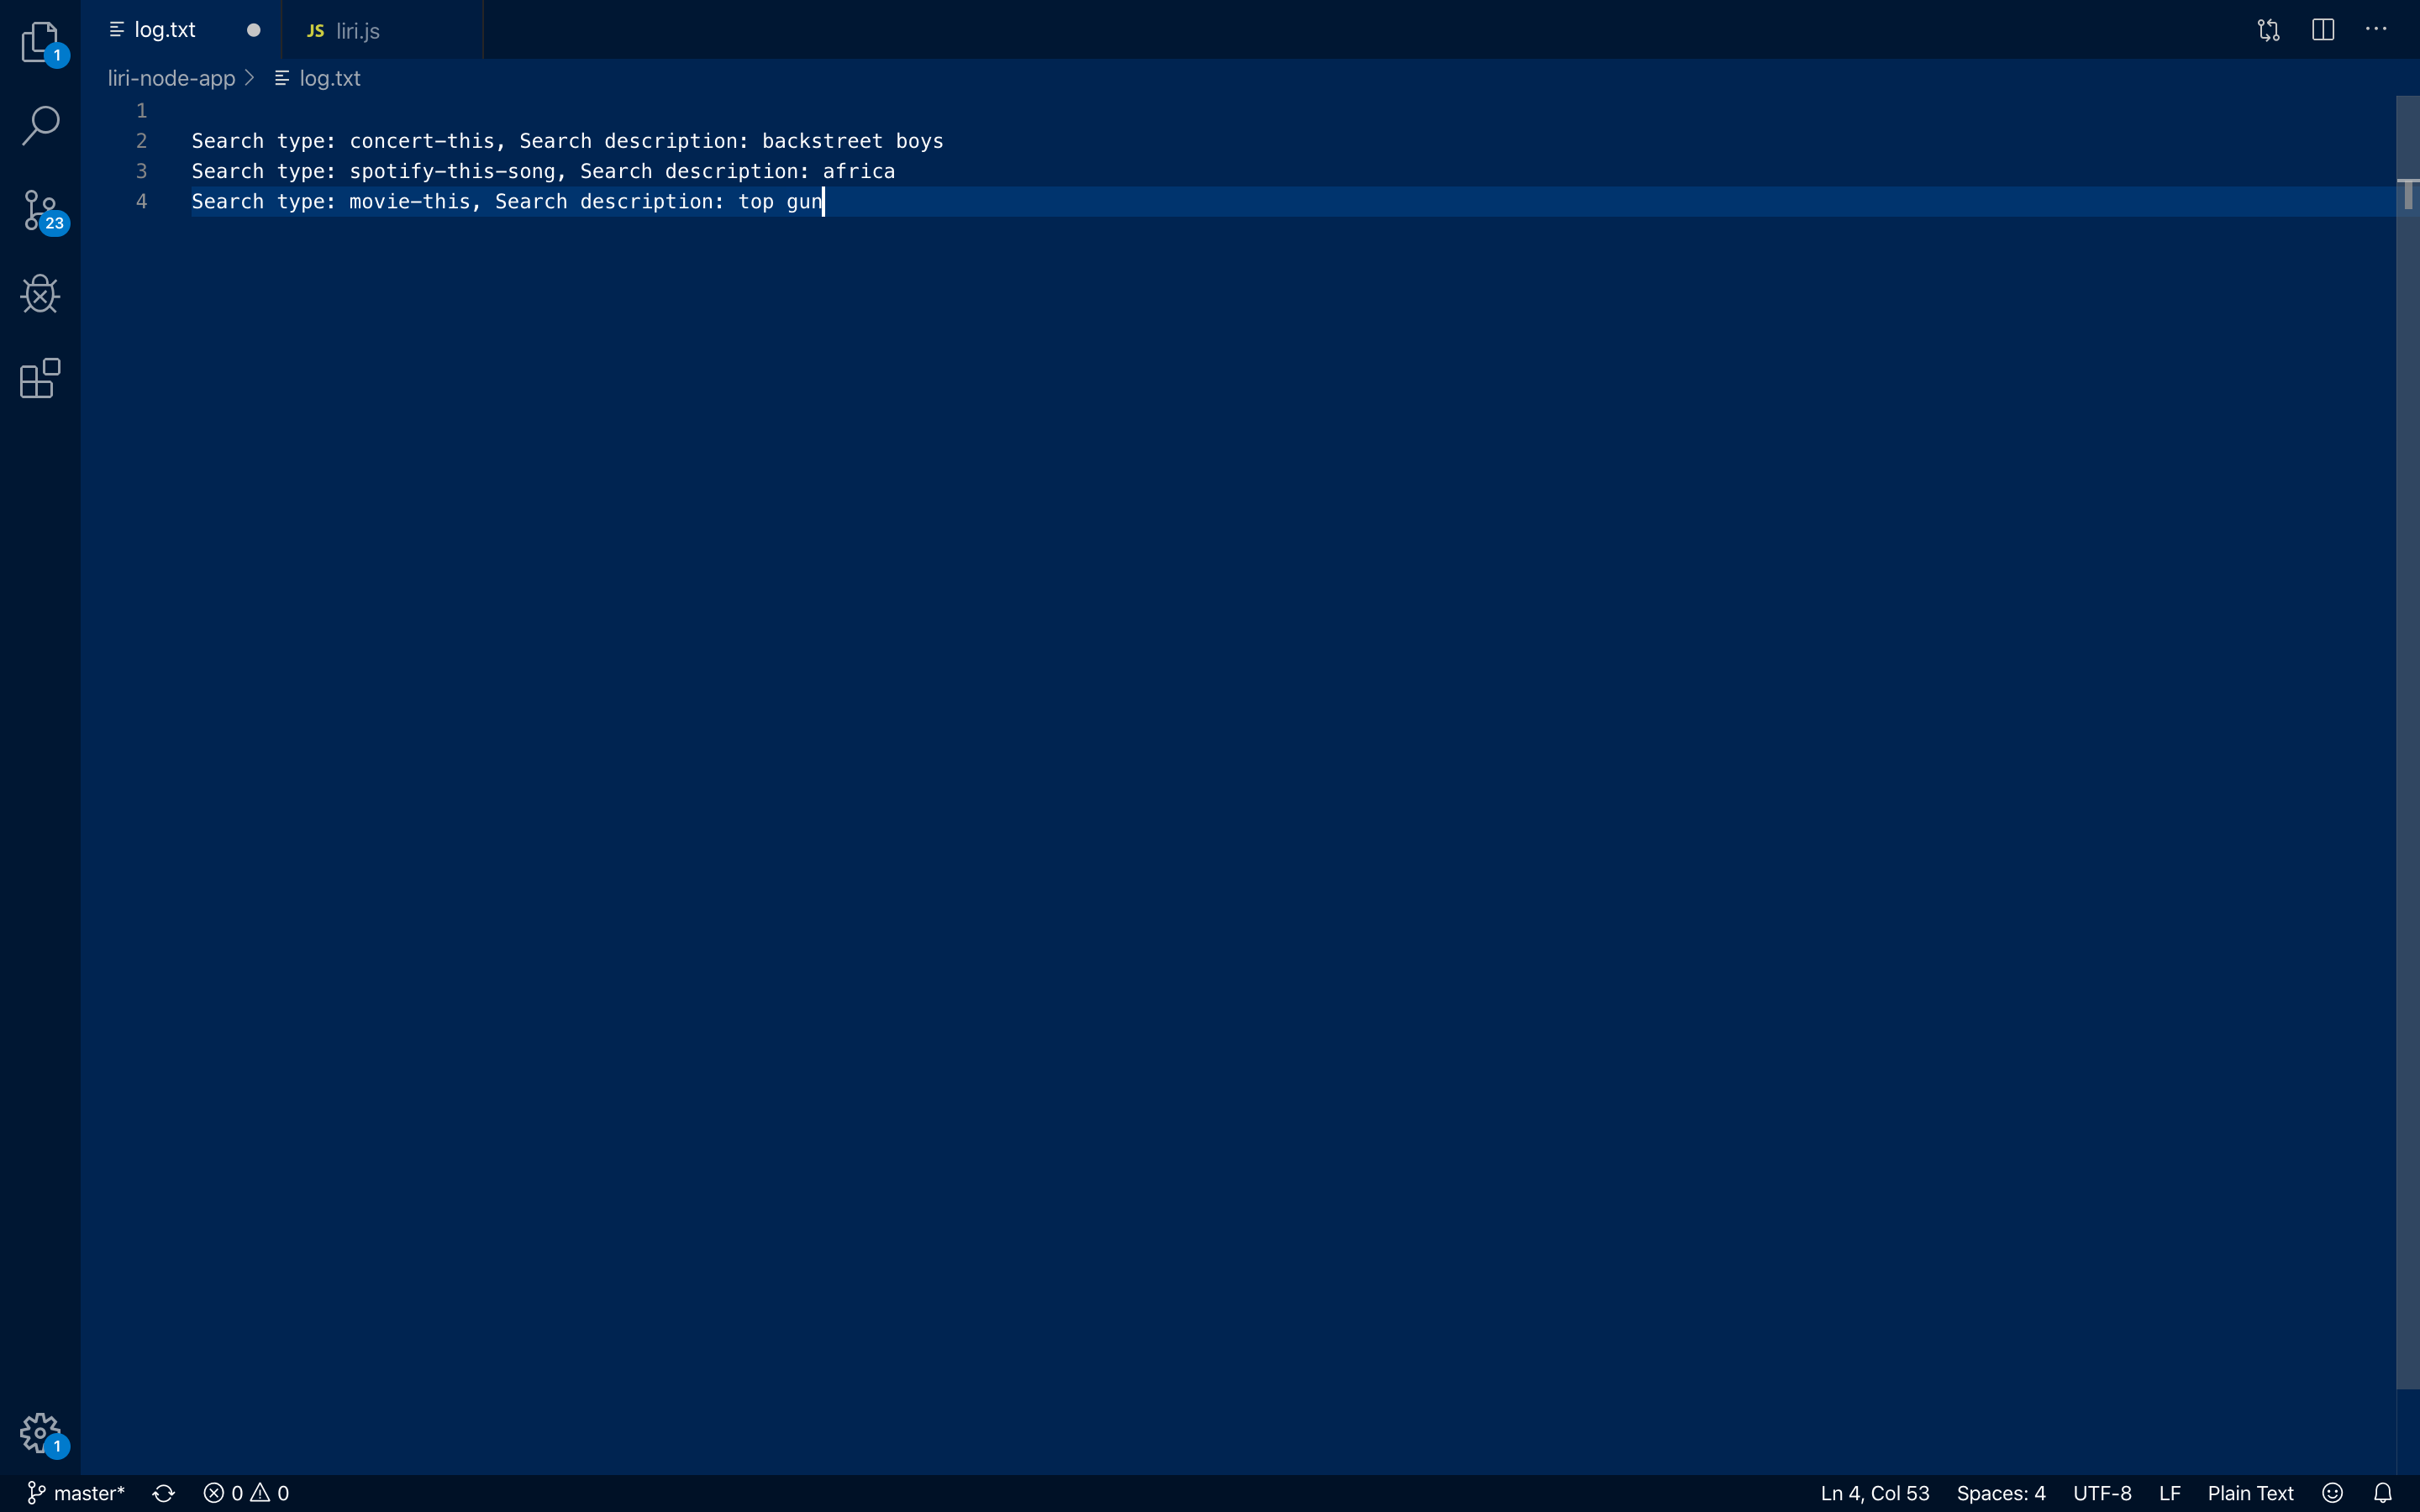 log.txt
JS liri.js
1
liri-node-app > log.txt
1
2 Search type: concert-this, Search description: backstreet boys
3 Search type: spotify-this-song, Search description: africa
4 Search type: movie-this, Search description: top gun
23
1
master* 0 0 Ln 4, Col 53 Spaces: 4 UTF-8 LF Plain Text